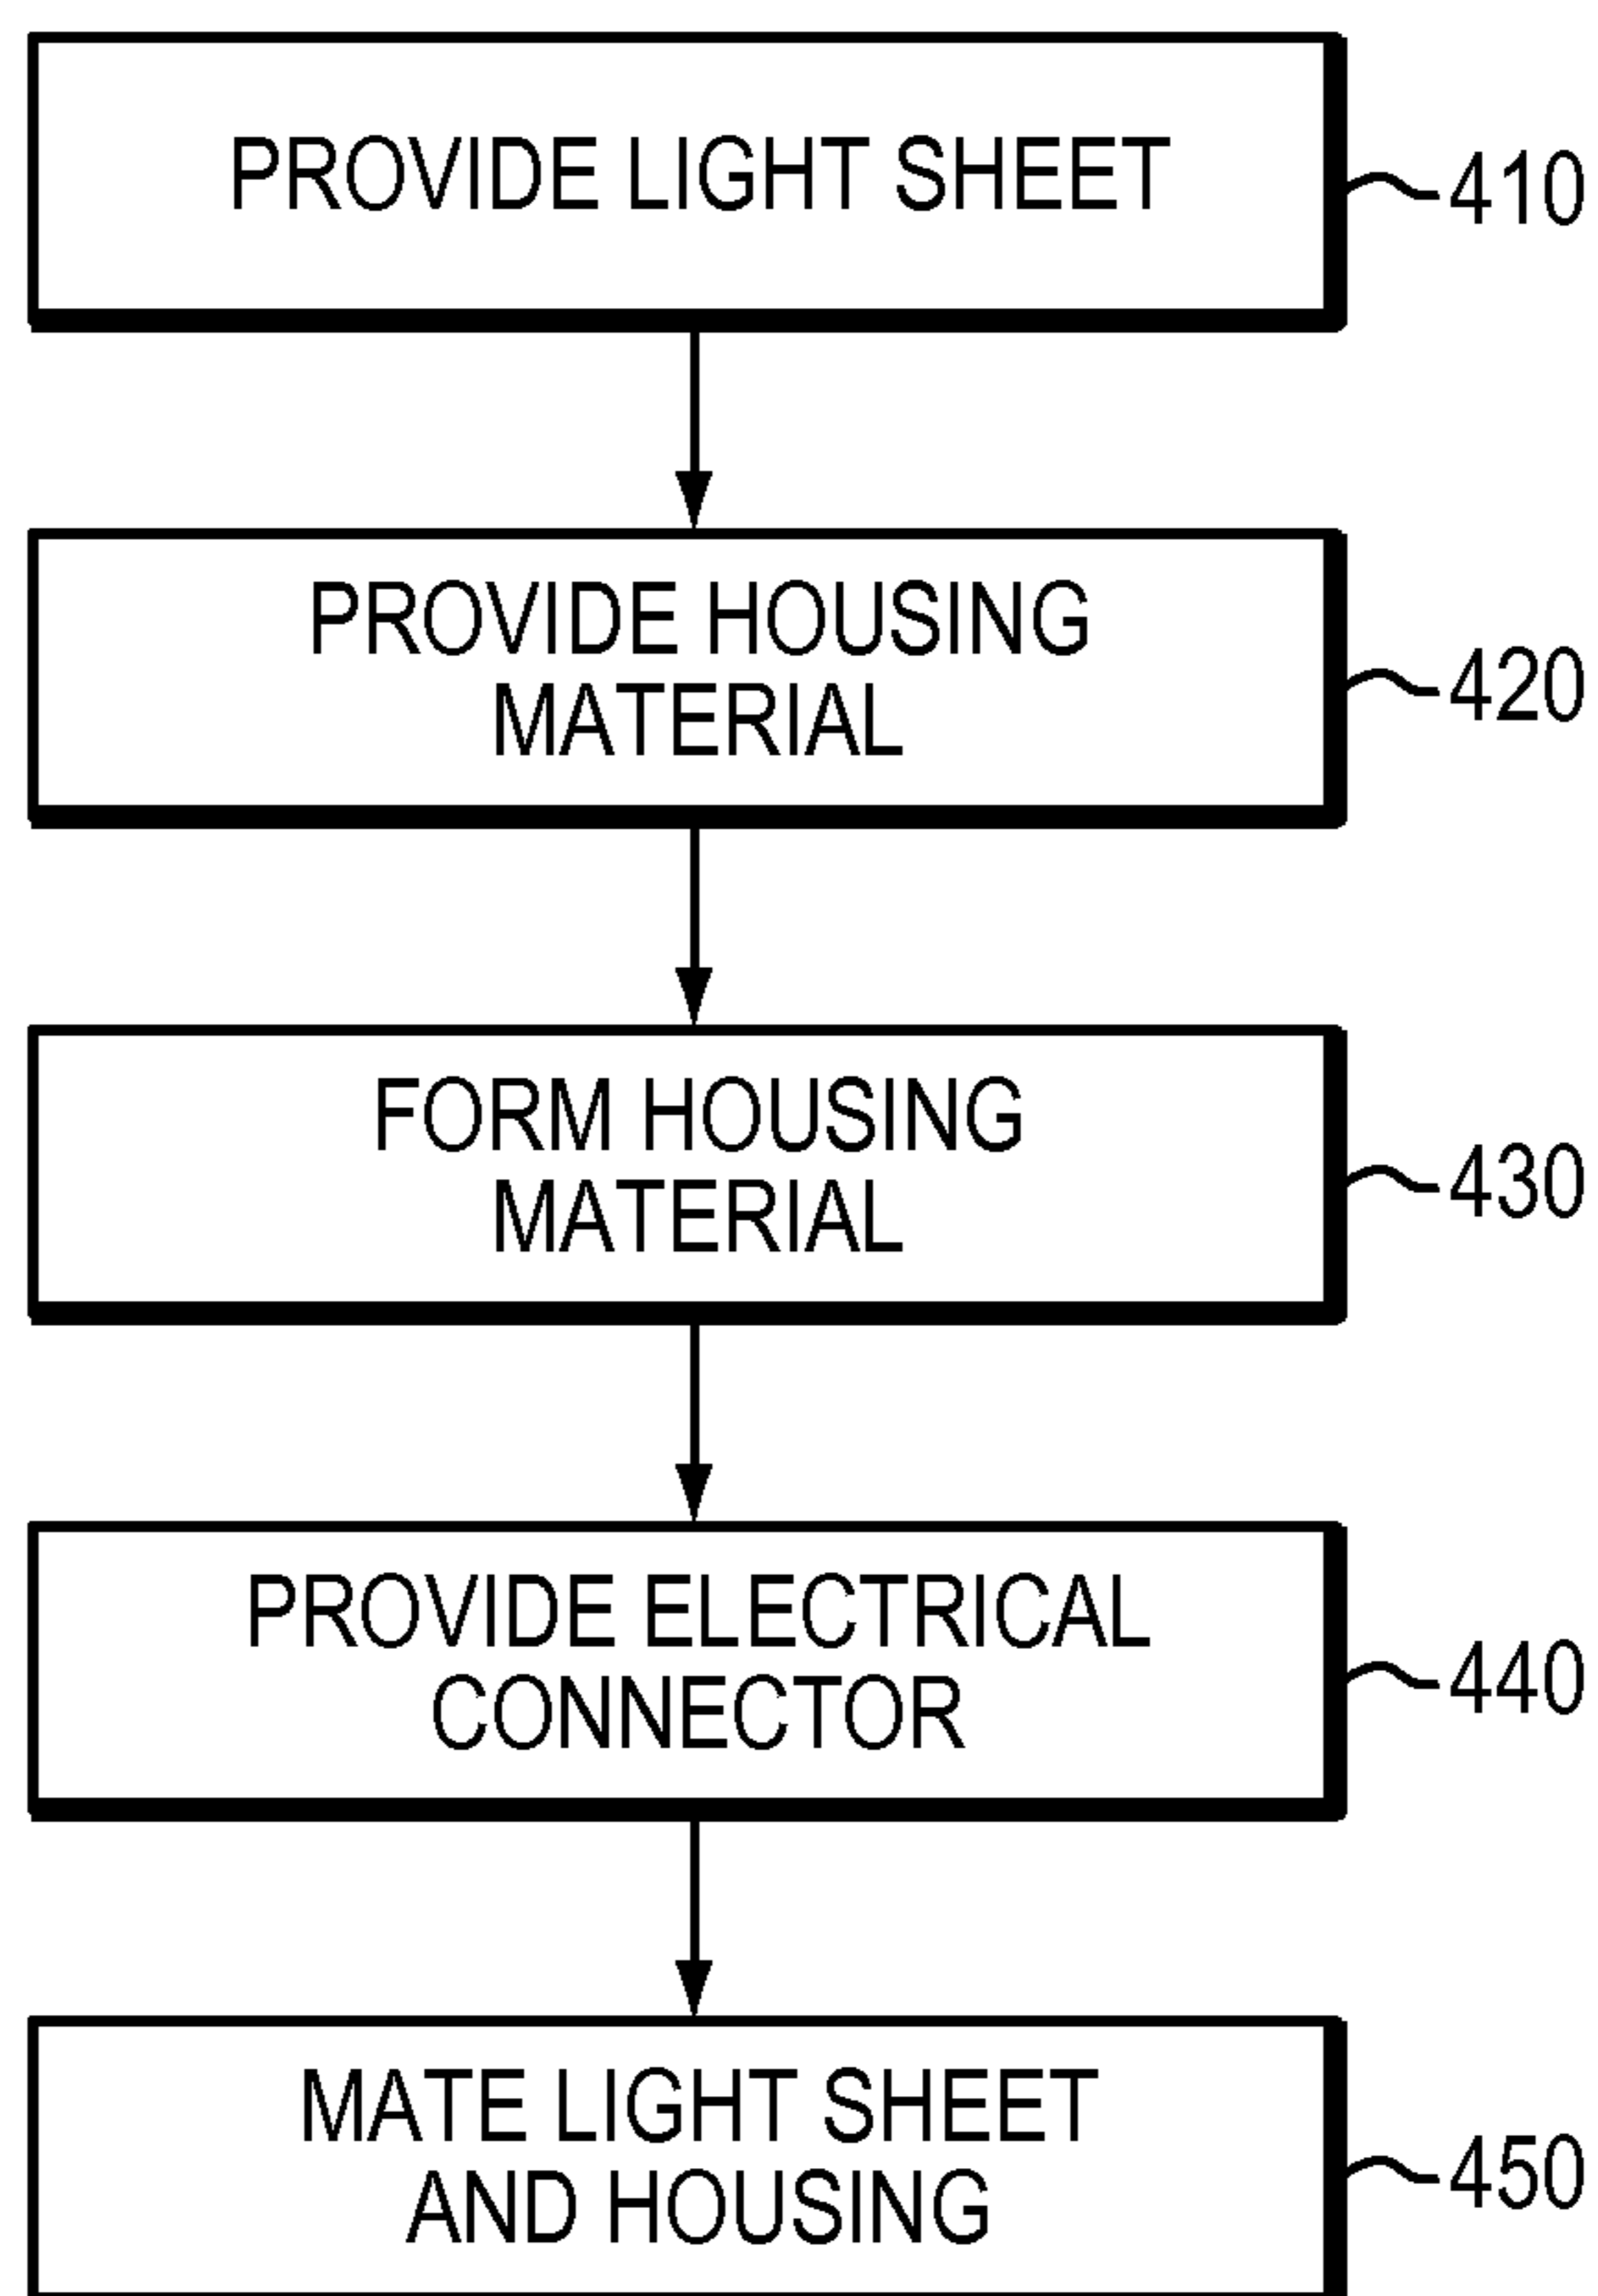 PROVIDE LIGHT SHEET
410
PROVIDE HOUSING
MATERIAL
420
FORM HOUSING
MATERIAL
430
PROVIDE ELECTRICAL
CONNECTOR
440
MATE LIGHT SHEET
AND HOUSING
450